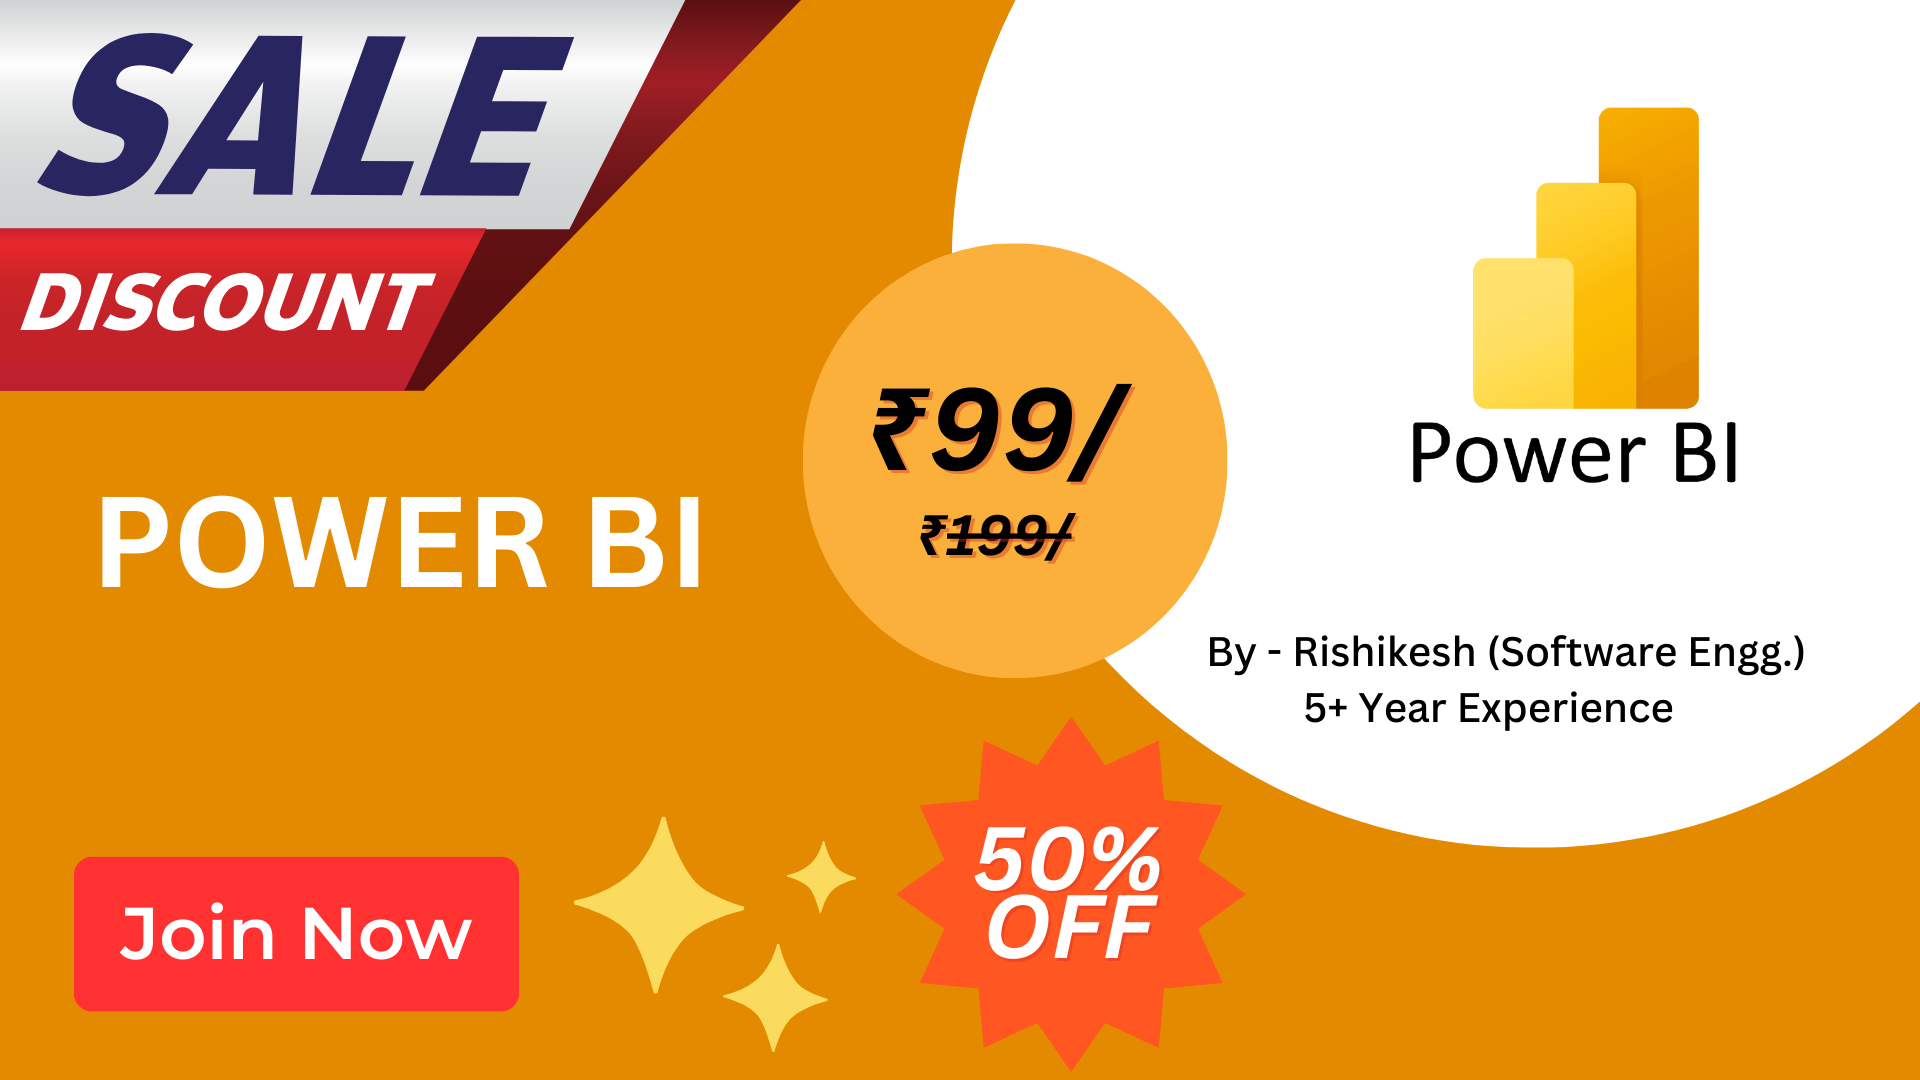 SALE
DISCOUNT
POWER BI
₹99/
₹199/
Power BI
By - Rishikesh (Software Engg.)
5+ Year Experience
50%
OFF
Join Now